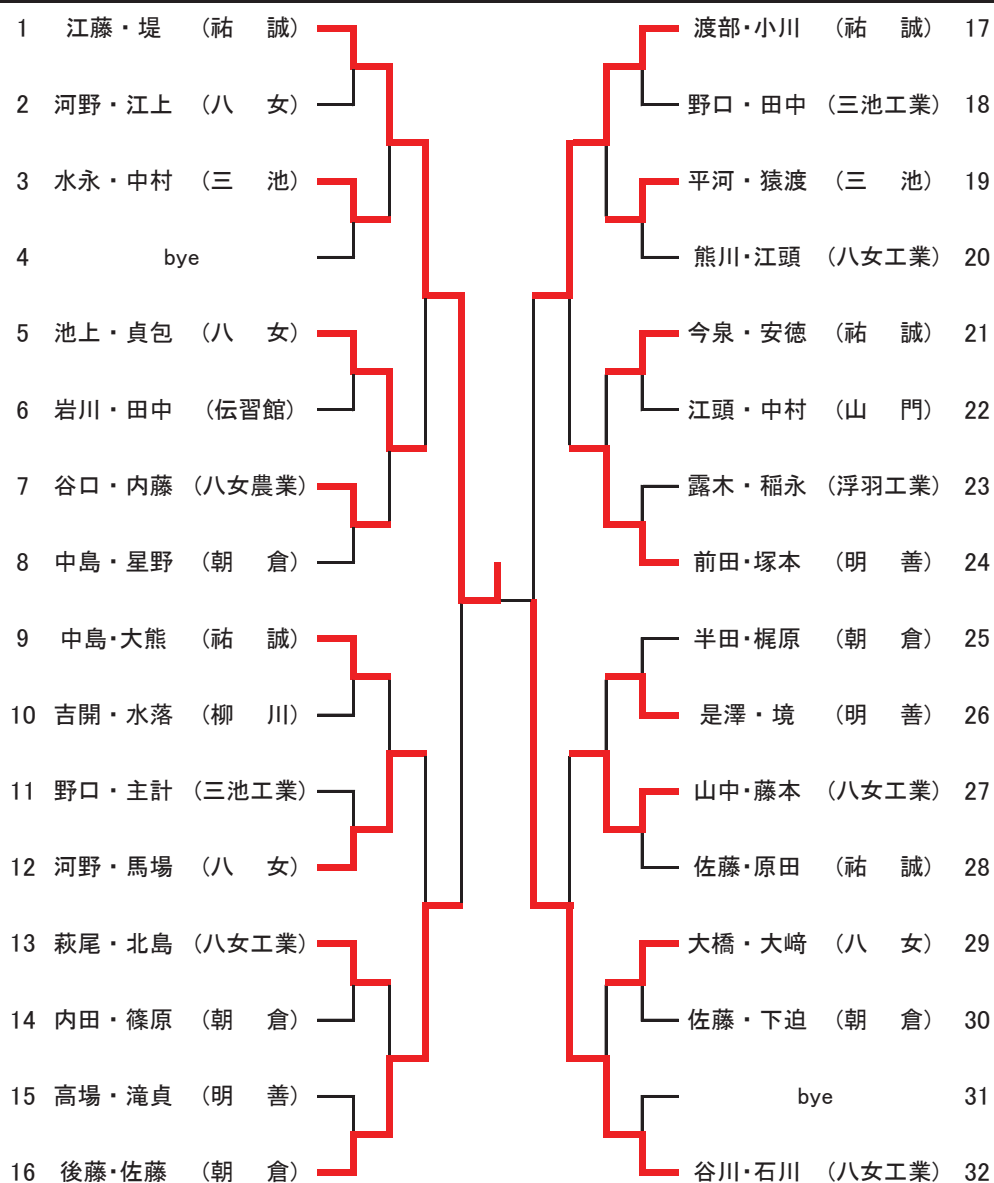 1 江藤・堤 (祐 誠)
2 河野・江上 (八 女)
3 水永・中村 (三 池)
4 bye
5 池上・貞包 (八 女)
6 岩川・田中 (伝習館)
7 谷口・内藤 (八女農業)
8 中島・星野 (朝 倉)
9 中島・大熊 (祐 誠)
10 吉開・水落 (柳 川)
11 野口・主計 (三池工業)
12 河野・馬場 (八 女)
13 萩尾・北島 (八女工業)
14 内田・篠原 (朝 倉)
15 高場・滝貞 (明 善)
16 後藤・佐藤 (朝 倉)
渡部・小川 (祐 誠) 17
野口・田中 (三池工業) 18
平河・猿渡 (三 池) 19
熊川・江頭 (八女工業) 20
今泉・安徳 (祐 誠) 21
江頭・中村 (山 門) 22
露木・稲永 (浮羽工業) 23
前田・塚本 (明 善) 24
半田・梶原 (朝 倉) 25
是澤・境 (明 善) 26
山中・藤本 (八女工業) 27
佐藤・原田 (祐 誠) 28
大橋・大﨑 (八 女) 29
佐藤・下迫 (朝 倉) 30
bye 31
谷川・石川 (八女工業) 32